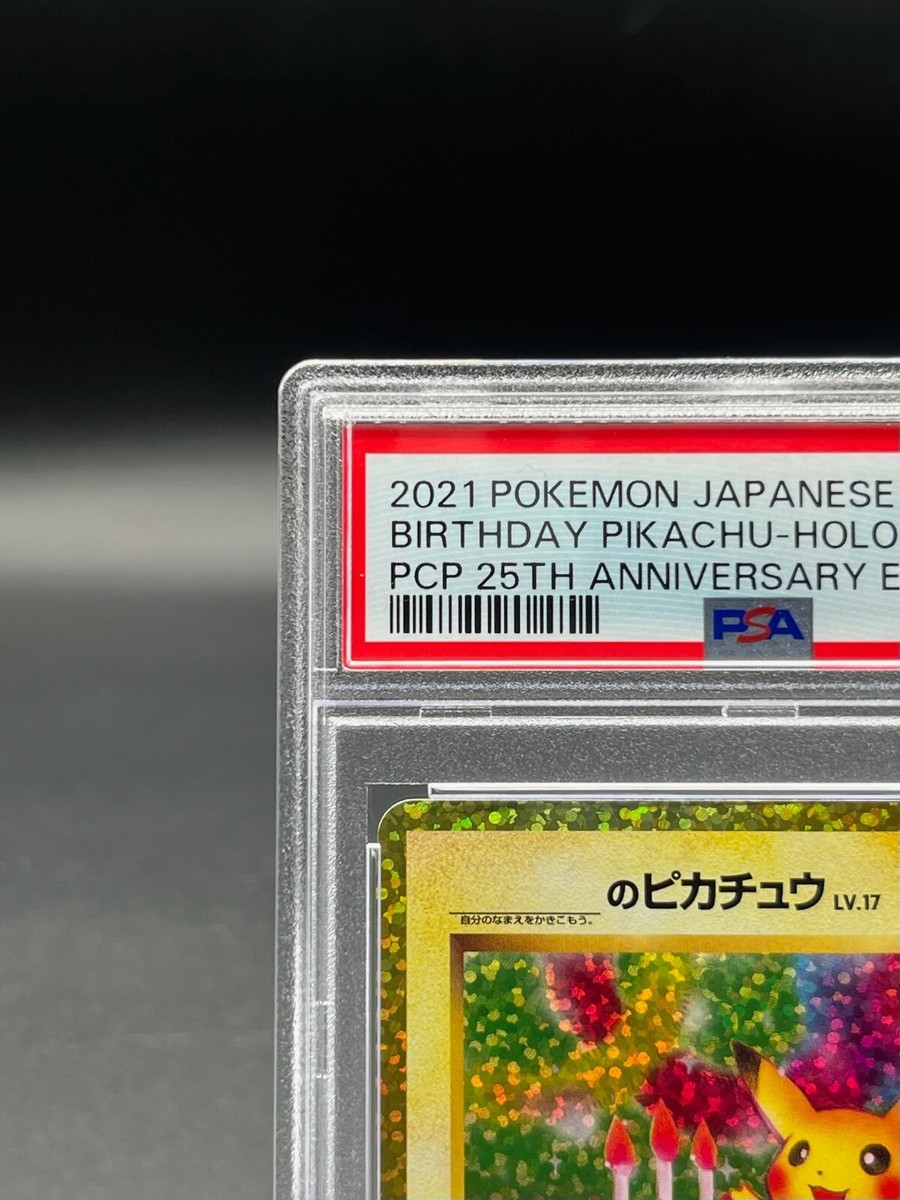 2021 POKEMON JAPANESE
BIRTHDAY PIKACHU-HOLO
PCP 25TH ANNIVERSARY E
PSA
のピカチュウ LV.17
自分のなまえをかきこもう。